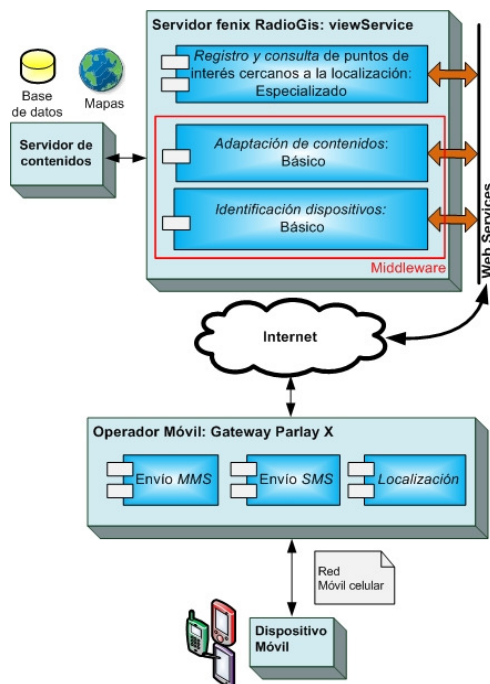 Servidor fenix RadioGis: viewService
Registro y consulta de puntos de
interés cercanos a la localización:
Especializado
Base
de datos
Mapas
Servidor de
contenidos
Adaptación de contenidos:
Básico
Identificación dispositivos:
Básico
Middleware
Web Services
Internet
Operador Móvil: Gateway Parlay X
Envío MMS
Envío SMS
Localización
Red
Móvil celular
Dispositivo
Móvil